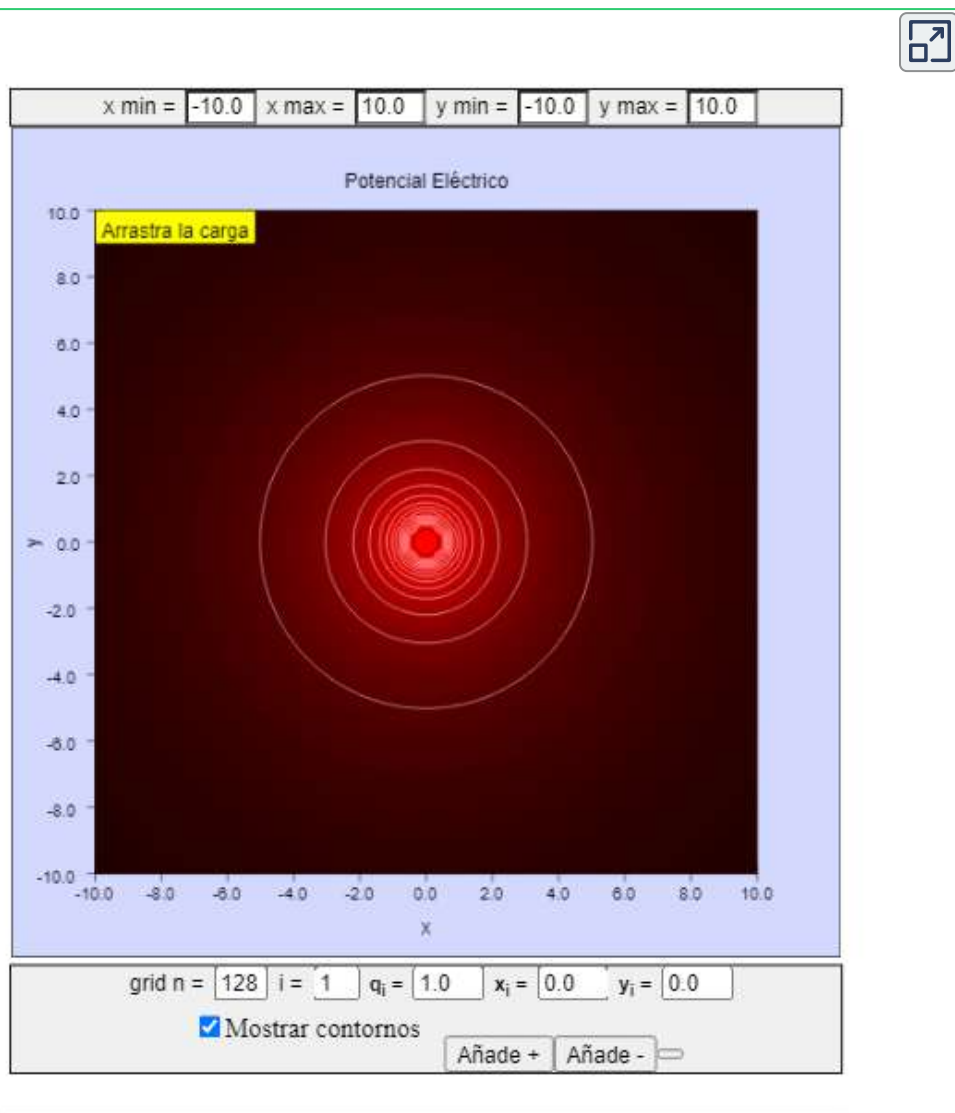 x min = -10.0 x max = 10.0 y min = -10.0 y max = 10.0
Potencial Eléctrico
Arrastra la carga
10.0
8.0
6.0
4.0
2.0
0.0
-2.0
-4.0
-6.0
-8.0
-10.0
y
-10.0 -8.0 -6.0 -4.0 -2.0 0.0 2.0 4.0 6.0 8.0 10.0
x
grid n = 128 i = 1 qi = 1.0 xi = 0.0 yi = 0.0
Mostrar contornos
Añade + Añade -